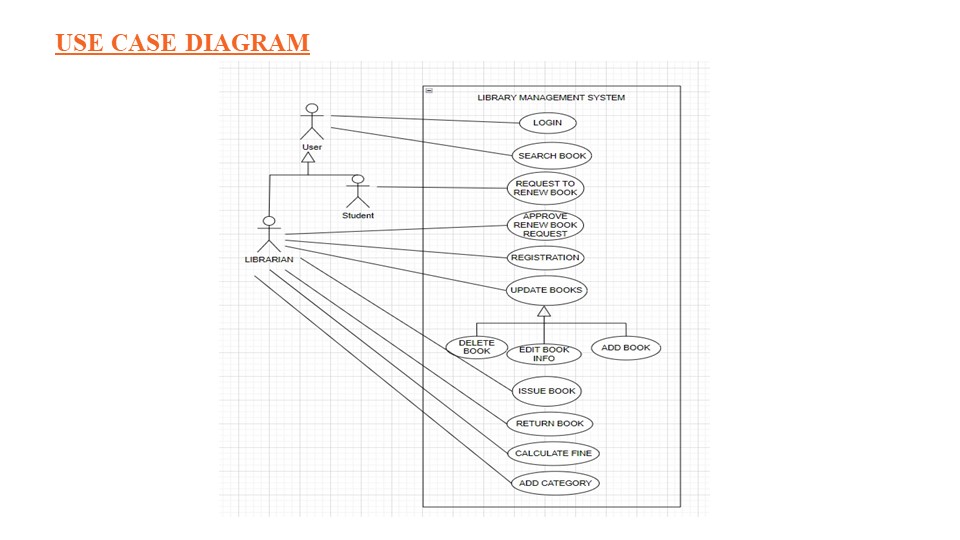 USE CASE DIAGRAM
LIBRARY MANAGEMENT SYSTEM
LOGIN
User
SEARCH BOOK
REQUEST TO
RENEW BOOK
Student
APPROVE
RENEW BOOK
REQUEST
LIBRARIAN
REGISTRATION
UPDATE BOOKS
DELETE
BOOK
EDIT BOOK
INFO
ADD BOOK
ISSUE BOOK
RETURN BOOK
CALCULATE FINE
ADD CATEGORY